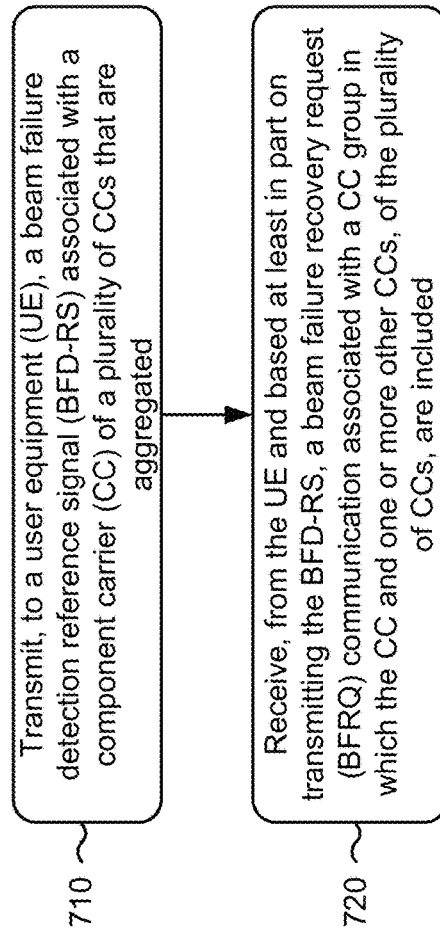 710
Transmit, to a user equipment (UE), a beam failure
detection reference signal (BFD-RS) associated with a
component carrier (CC) of a plurality of CCs that are
aggregated
720
Receive, from the UE and based at least in part on
transmitting the BFD-RS, a beam failure recovery request
(BFRQ) communication associated with a CC group in
which the CC and one or more other CCs, of the plurality
of CCs, are included